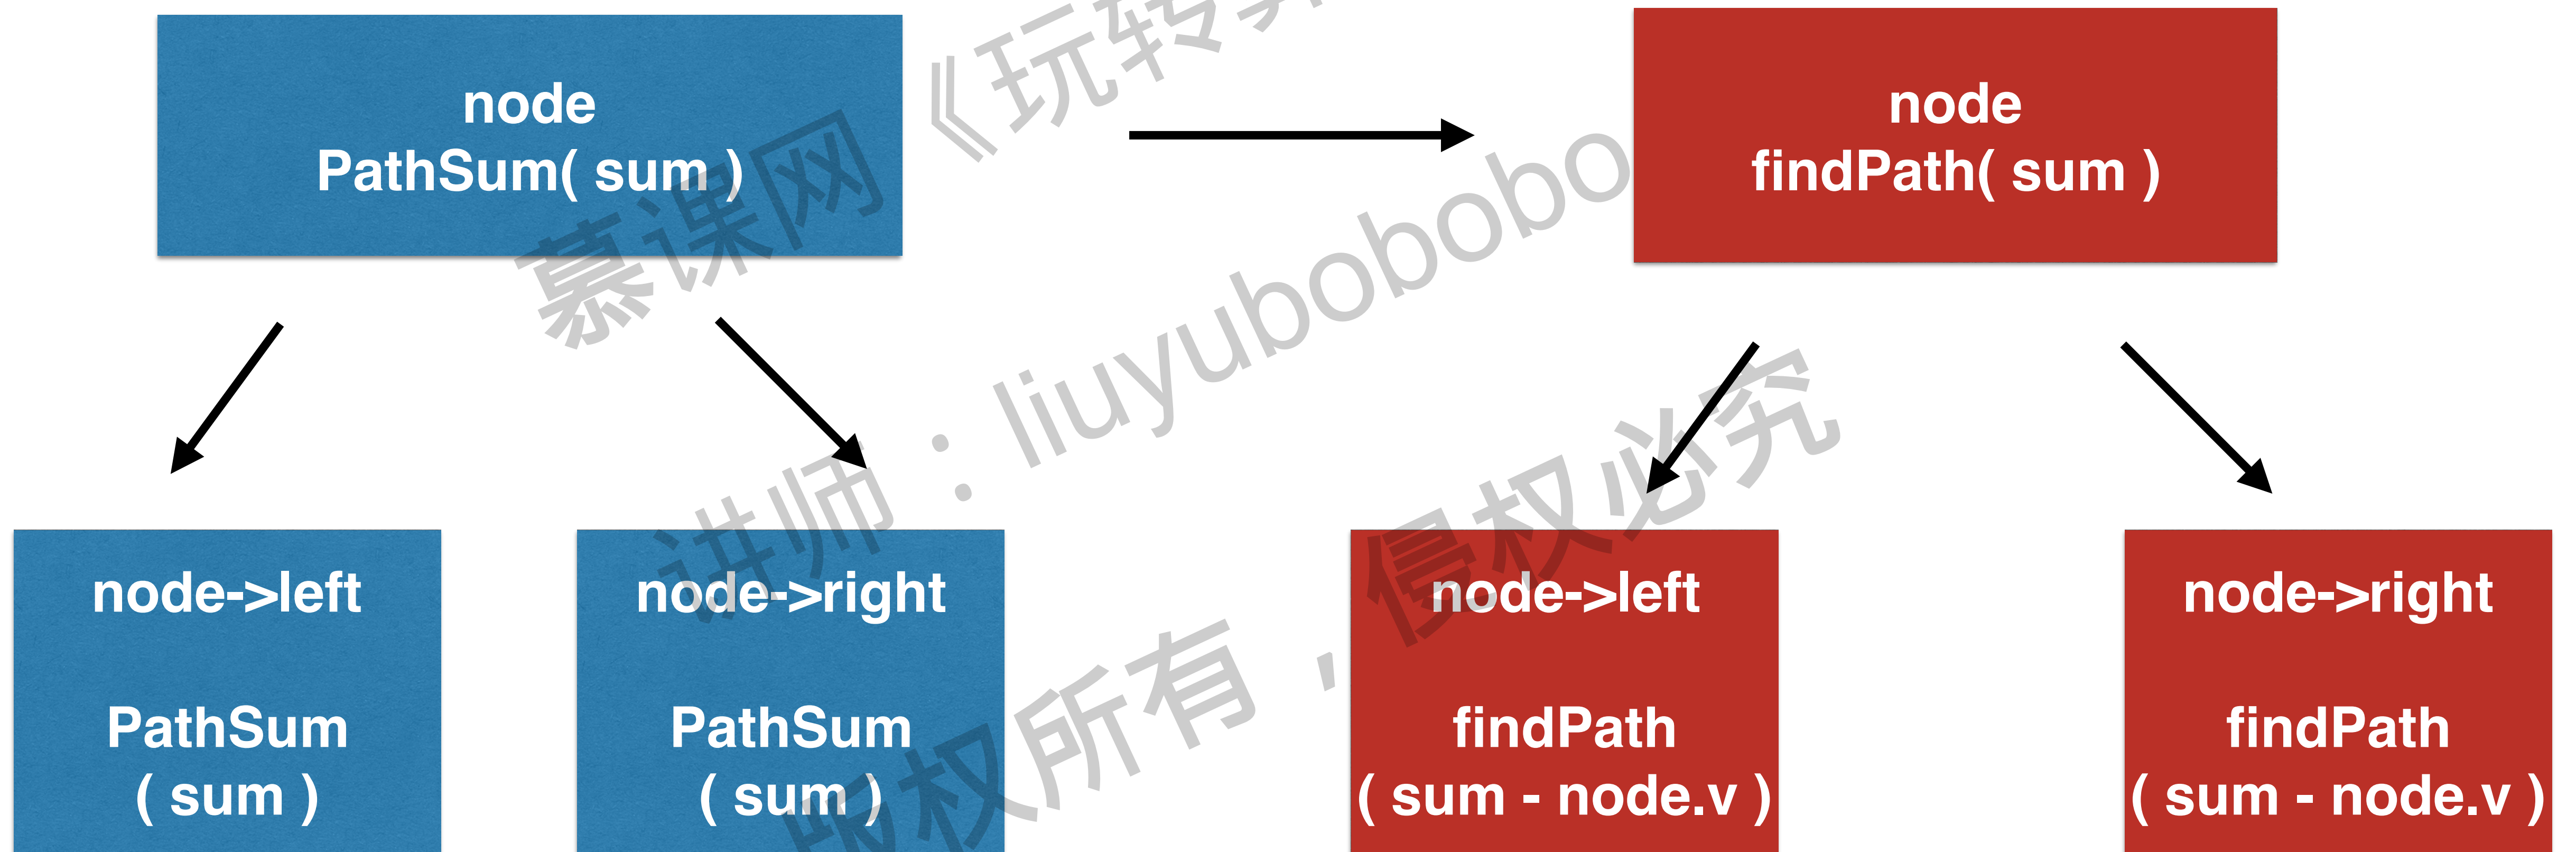 node
PathSum( sum )
node
findPath( sum )
node->left
PathSum
( sum )
node->right
PathSum
( sum )
node->left
findPath
( sum - node.v )
node->right
findPath
( sum - node.v )
慕课网《玩转
讲师：liuyubobobo
版权所有，侵权必究